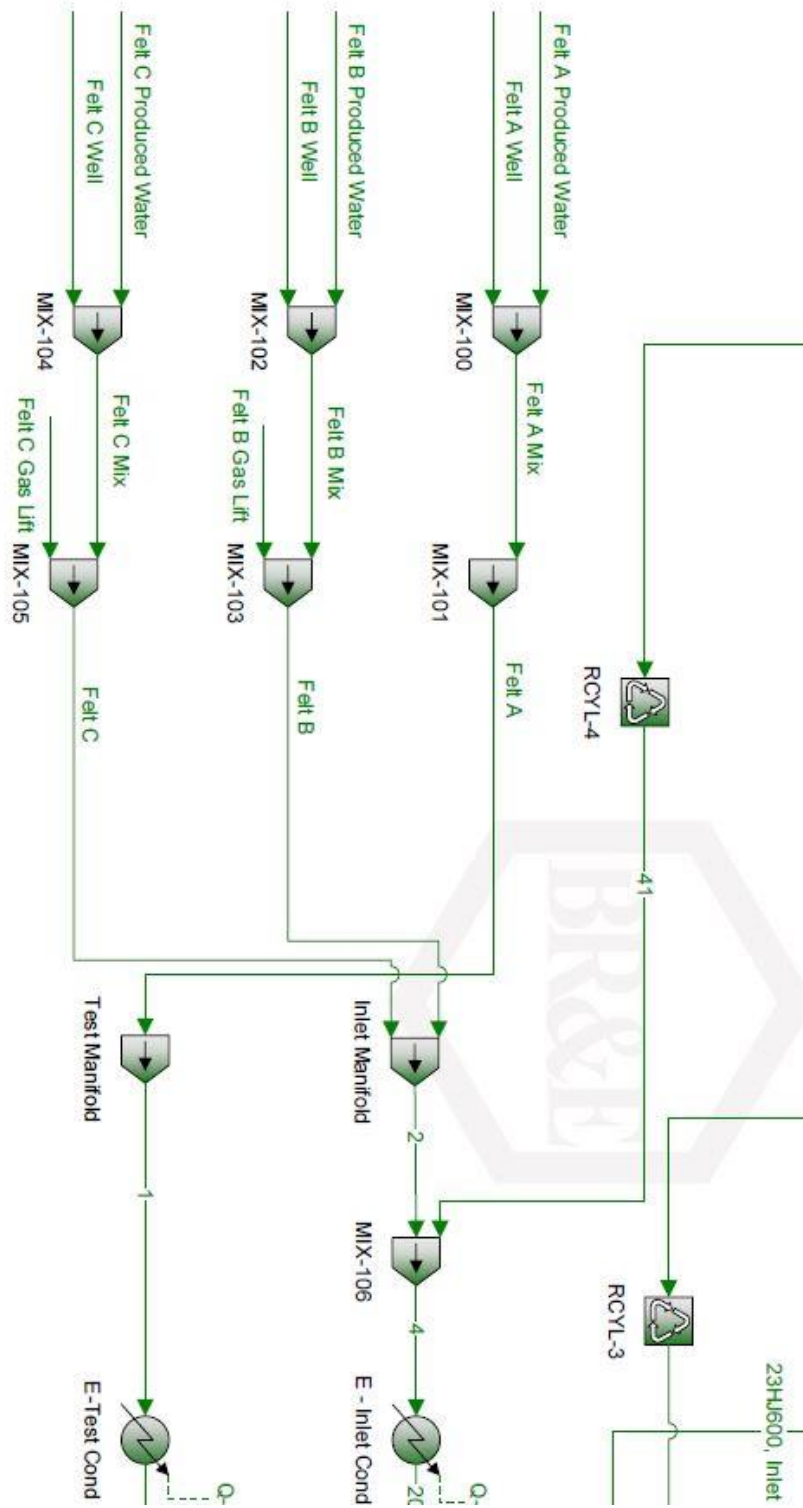 Felt A Produced Water
Felt A Well
MIX-100
Felt A Mix
MIX-101
Felt A
Felt B Produced Water
Felt B Well
MIX-102
Felt B Mix
Felt B Gas Lift
MIX-103
Felt B
Felt C Produced Water
Felt C Well
MIX-104
Felt C Mix
Felt C Gas Lift
MIX-105
Felt C
RCYL-4
41
BR&E
Inlet Manifold
2
MIX-106
4
E - Inlet Cond
20
Q-
Test Manifold
1
E-Test Cond
Q-
RCYL-3
23HJ600, Inlet